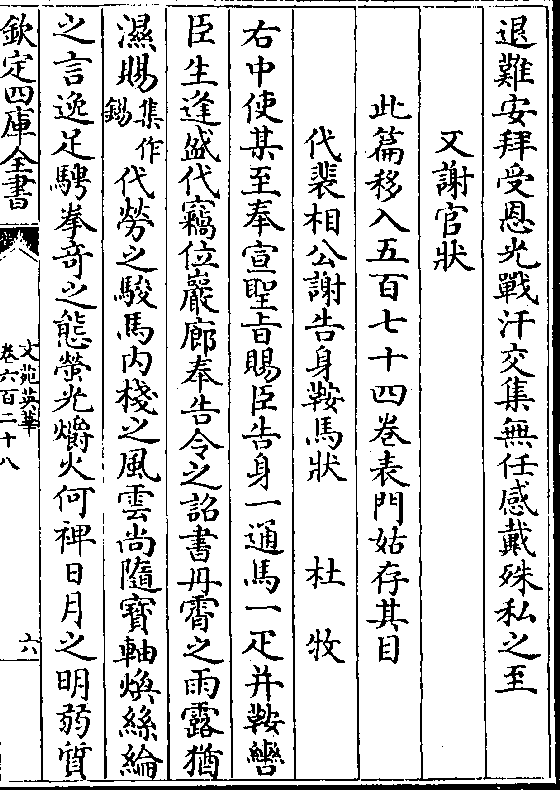 退難安拜受恩光戰汗交集無任感戴殊私之至
又謝官狀
此篇移入五百七十四卷表門姑存其目
代裴相公謝告身鞍馬狀 杜牧
右中使某至奉宣聖旨賜臣告身一通馬一疋并鞍轡
臣生逢盛代竊位巖廊奉告令之詔書丹霄之雨露猶
濕賜集作錫代勞之駿馬内棧之風雲尚隨寳軸煥絲綸
之言逸足騁拳竒之態螢光爝火何禆日月之明弱質
欽定四庫全書
文苑英華
卷六百二十八
六